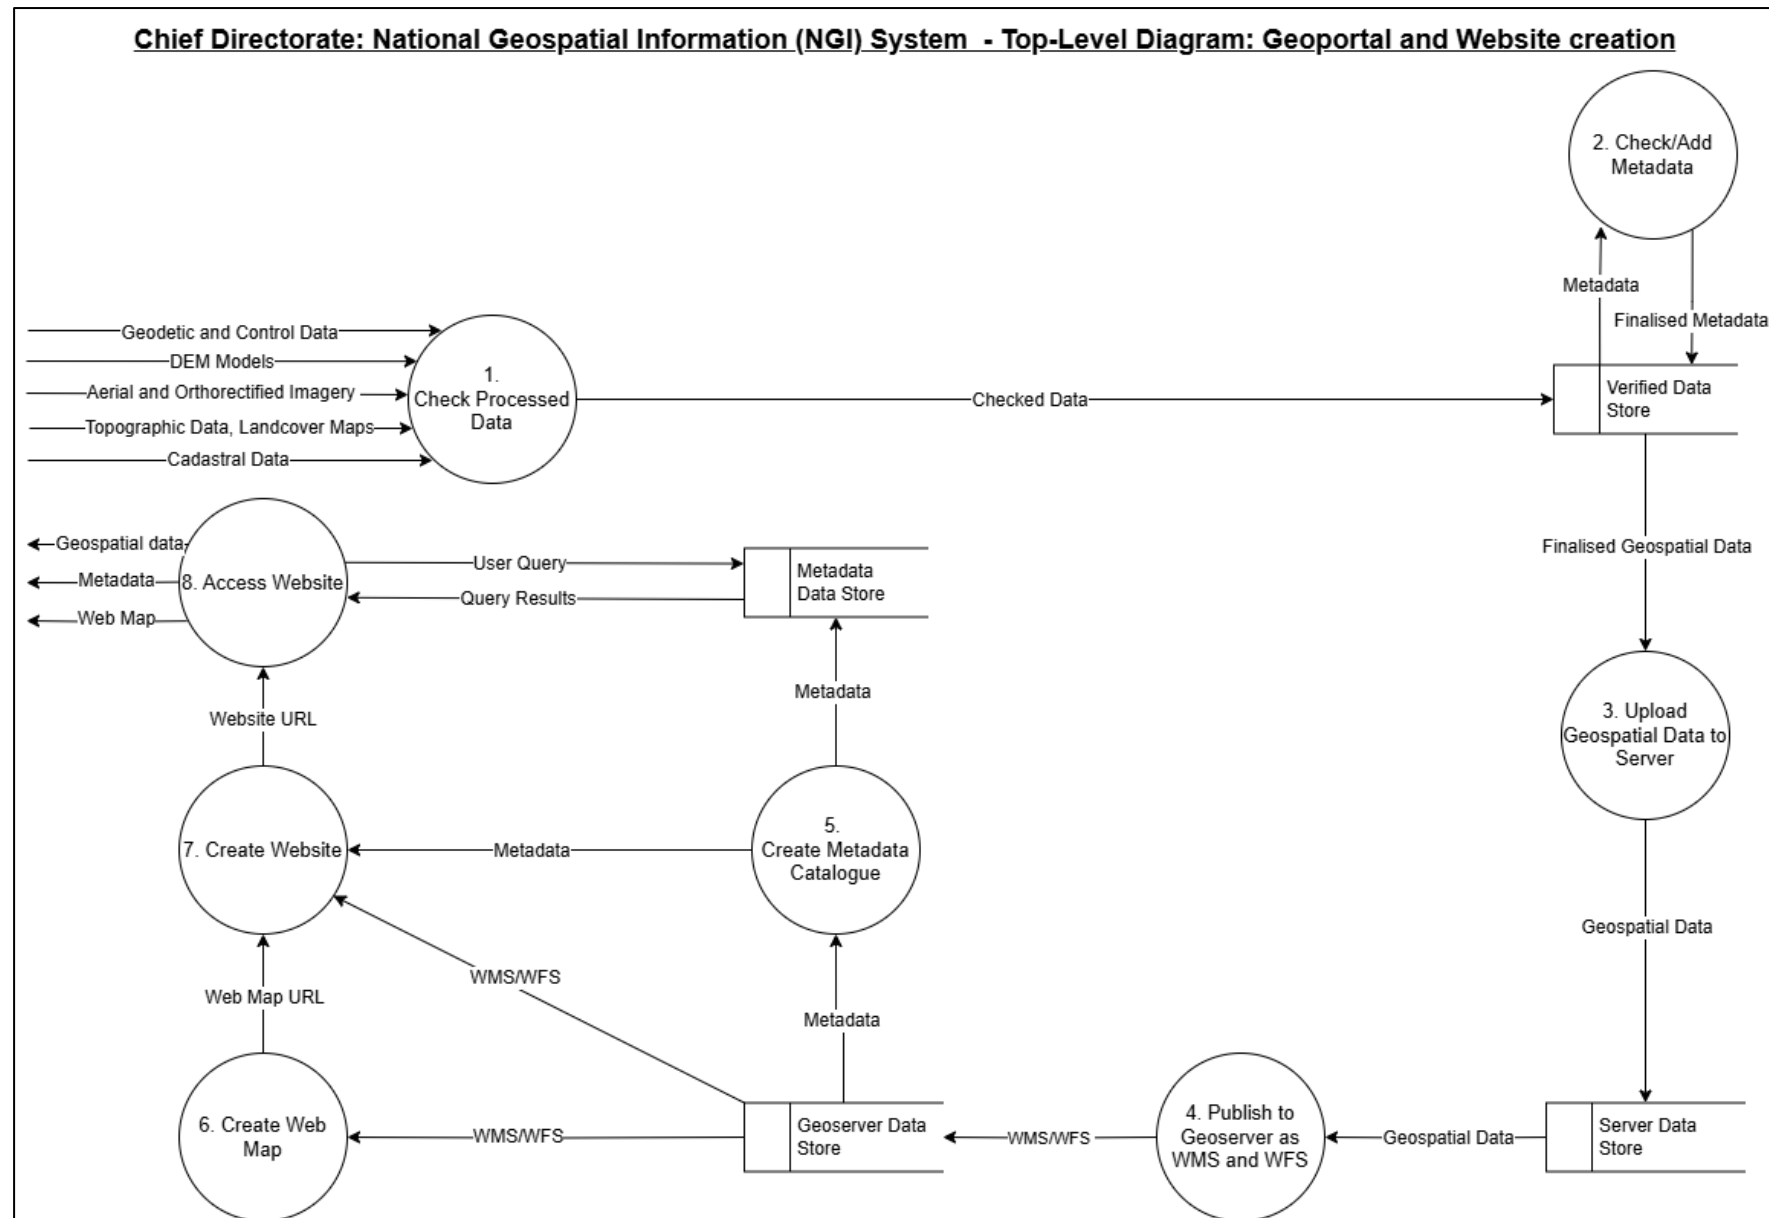 Chief Directorate: National Geospatial Information (NGI) System - Top-Level Diagram: Geoportal and Website creation
2. Check/Add
Metadata
Metadata
Finalised Metadata
Geodetic and Control Data
DEM Models
Aerial and Orthorectified Imagery
Topographic Data, Landcover Maps
Cadastral Data
1.
Check Processed
Data
Checked Data
Verified Data
Store
Finalised Geospatial Data
Geospatial data
Metadata
Web Map
8. Access Website
User Query
Query Results
Metadata
Data Store
Metadata
Website URL
3. Upload
Geospatial Data to
Server
7. Create Website
Metadata
5.
Create Metadata
Catalogue
Geospatial Data
WMS/WFS
Web Map URL
Metadata
6. Create Web
Map
WMS/WFS
Geoserver Data
Store
WMS/WFS
4. Publish to
Geoserver as
WMS and WFS
Geospatial Data
Server Data
Store